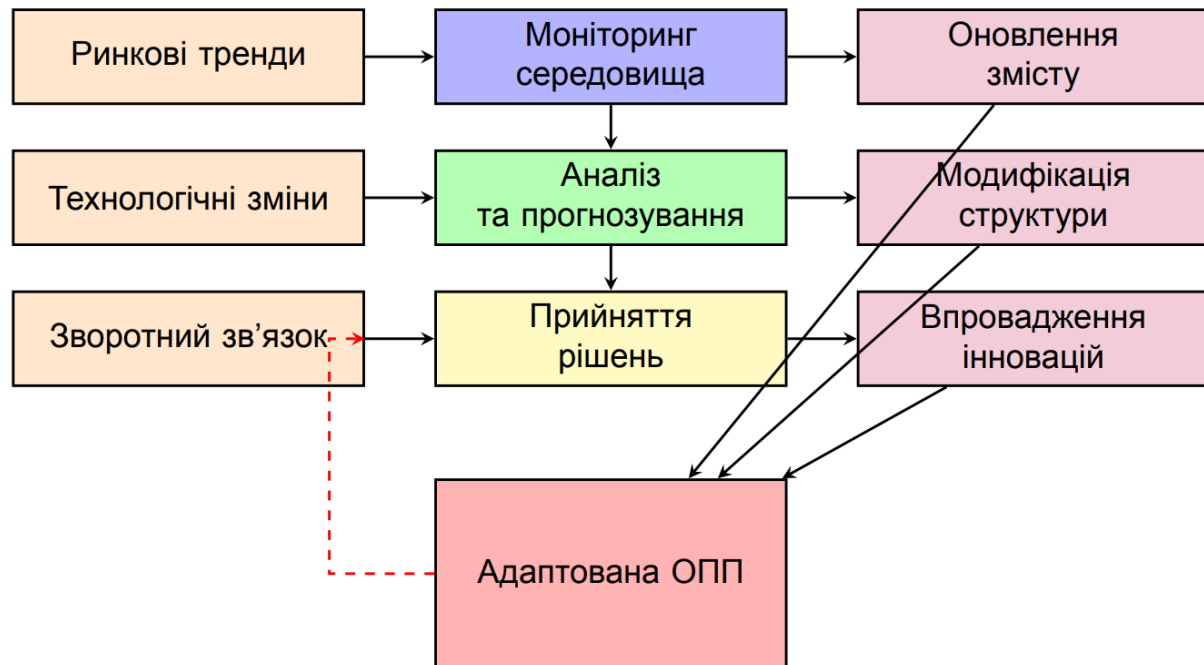 Ринкові тренди
Моніторинг
середовища
Оновлення
змісту
Технологічні зміни
Аналіз
та прогнозування
Модифікація
структури
Зворотний зв’язок
Прийняття
рішень
Впровадження
інновацій
Адаптована ОПП